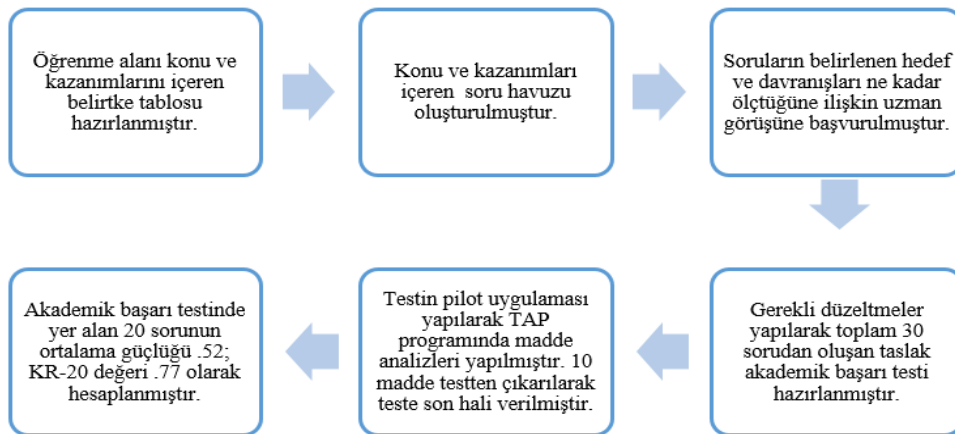 Öğrenme alanı konu ve
kazanımlarını içeren
belirtke tablosu
hazırlanmıştır.
Konu ve kazanımları
içeren soru havuzu
oluşturulmuştur.
Soruların belirlenen hedef
ve davranışları ne kadar
ölçtüğüne ilişkin uzman
görüşüne başvurulmuştur.
Gerekli düzeltmeler
yapılarak toplam 30
sorudan oluşan taslak
akademik başarı testi
hazırlanmıştır.
Testin pilot uygulaması
yapılarak TAP
programında madde
analizleri yapılmıştır. 10
madde testten çıkarılarak
teste son hali verilmiştir.
Akademik başarı testinde
yer alan 20 sorunun
ortalama güçlüğü .52;
KR-20 değeri .77 olarak
hesaplanmıştır.